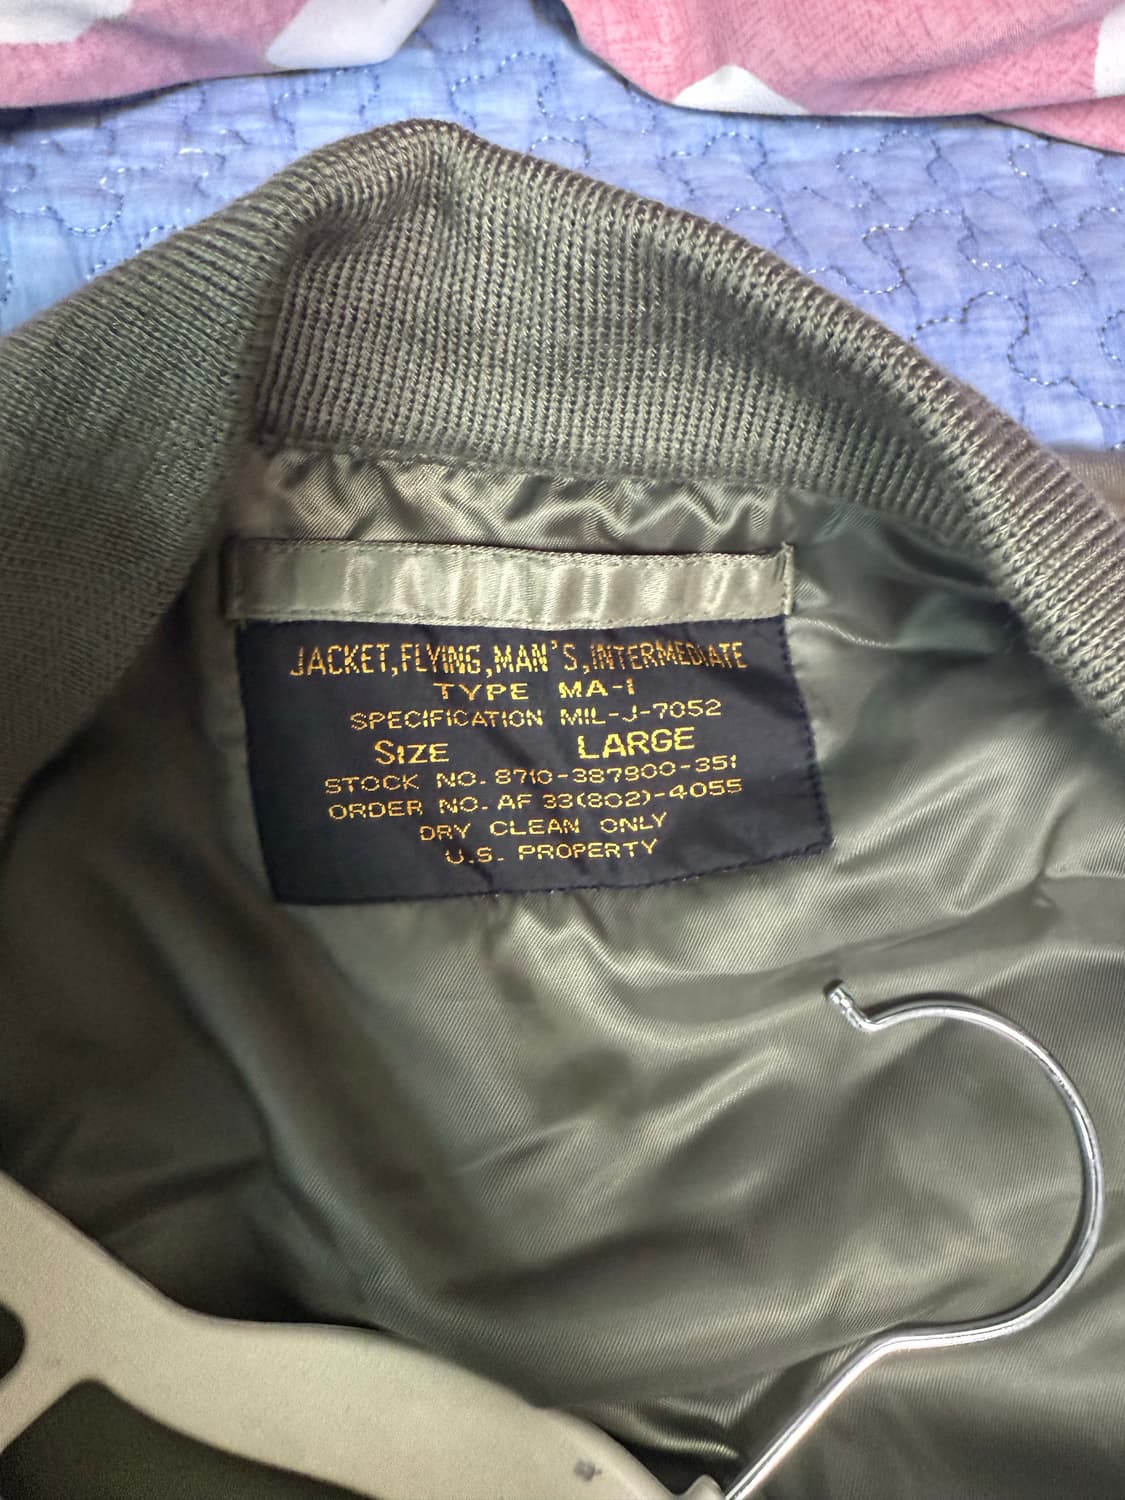 JACKET,FLYING,MAN'S,INTERMEDIATE
TYPE MA-1
SPECIFICATION MIL-J-7052
SIZE LARGE
STOCK NO. 8710-387900-351
ORDER NO. AF 33(802)-4055
DRY CLEAN ONLY
U.S. PROPERTY